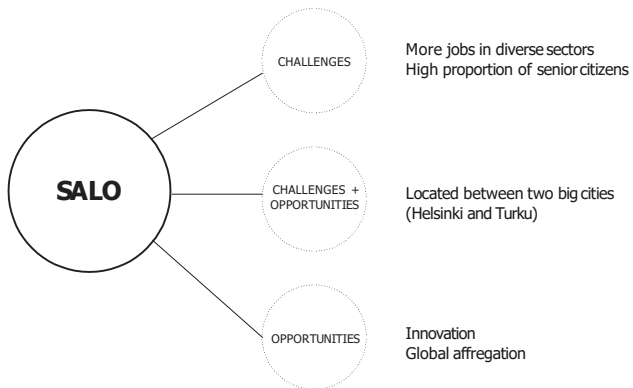 SALO
CHALLENGES
More jobs in diverse sectors
High proportion of senior citizens
CHALLENGES +
OPPORTUNITIES
Located between two big cities
(Helsinki and Turku)
OPPORTUNITIES
Innovation
Global affregation